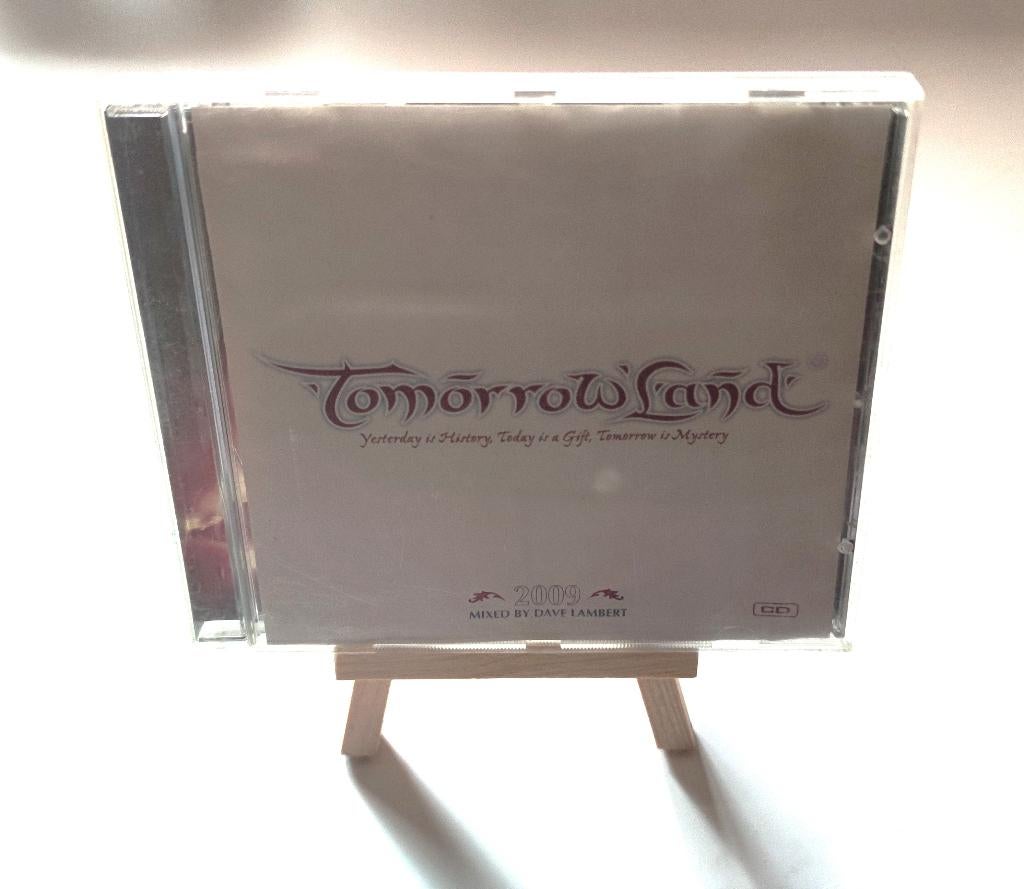 TomorrowLand
Yesterday is History, Today is a Gift, Tomorrow is Mystery
2009
MIXED BY DAVE LAMBERT
CD